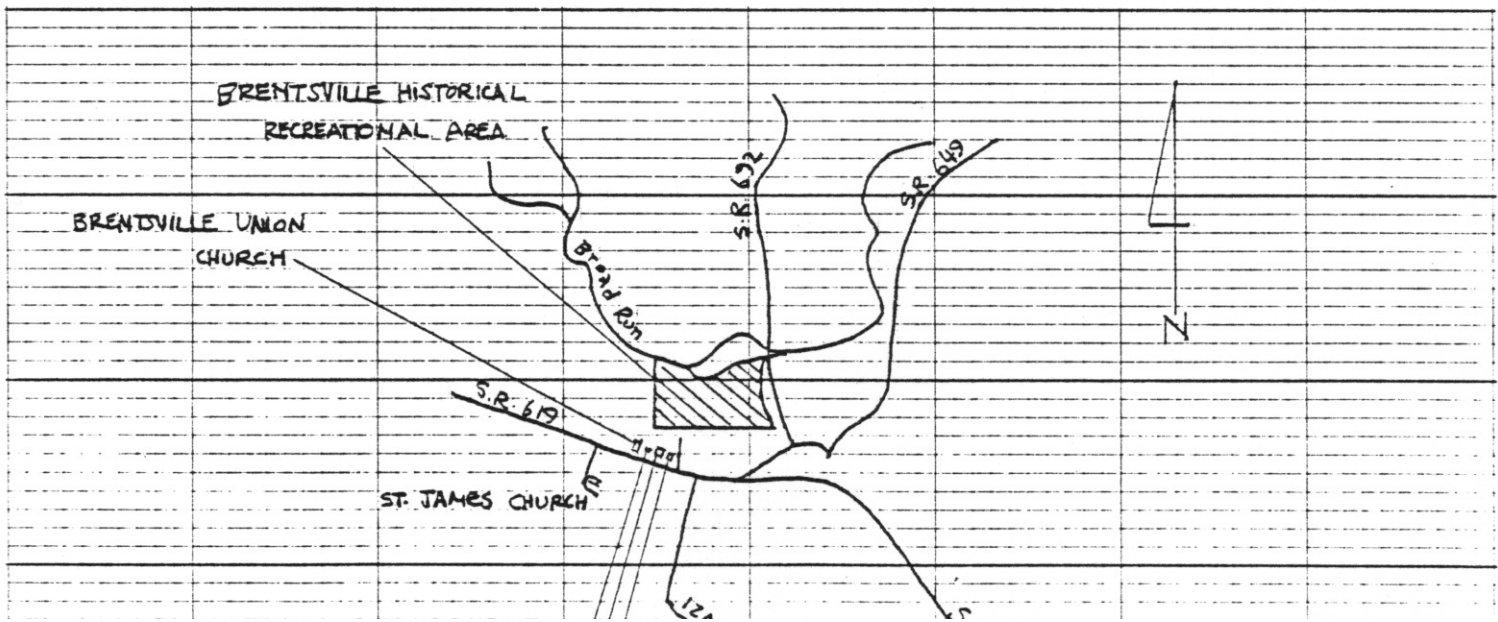 BRENTSVILLE HISTORICAL
RECREATIONAL AREA
BRENTSVILLE UNION
CHURCH
Broad Run
S.R. 692
S.R. 649
N
S.R. 619
ST. JAMES CHURCH